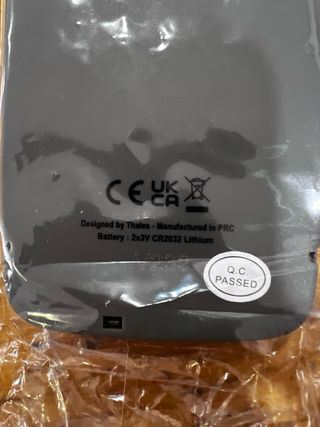 CE UK CA
Designed by Thales - Manufactured in PRC
Battery : 2x3V CR2032 Lithium
Q.C.
PASSED